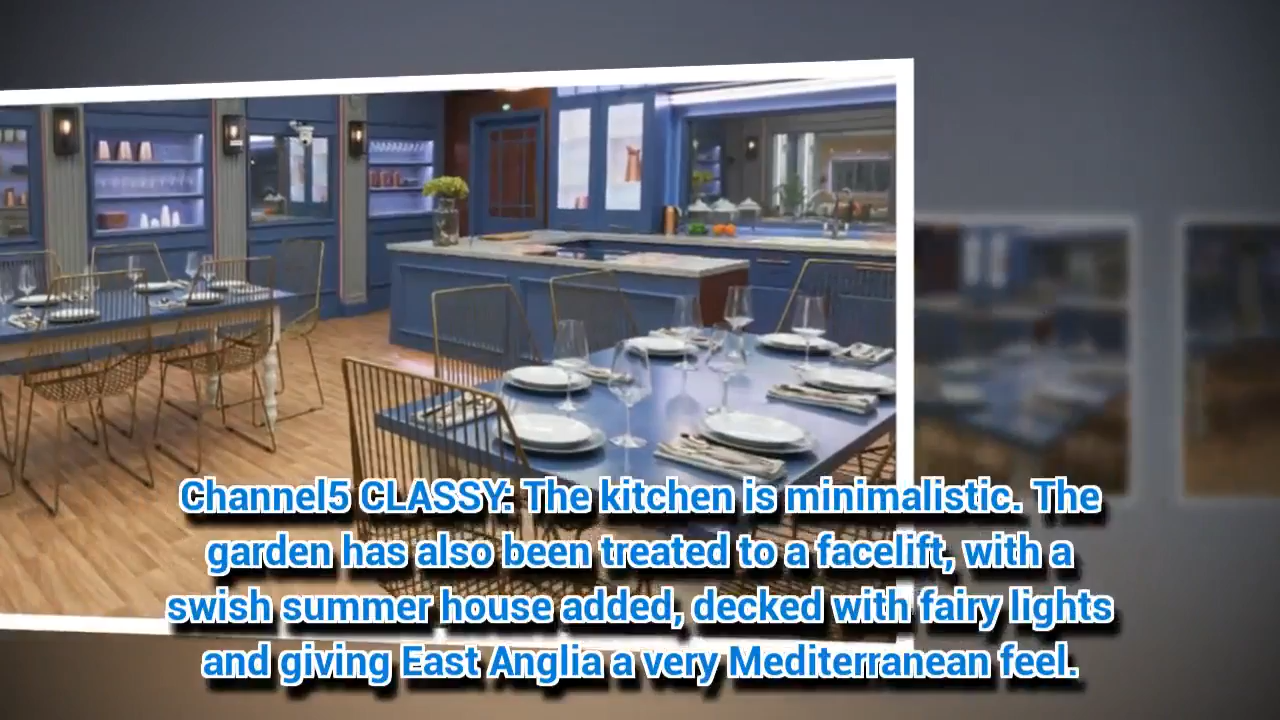 Channel5 CLASSY: The kitchen is minimalistic. The
garden has also been treated to a facelift, with a
swish summer house added, decked with fairy lights
and giving East Anglia a very Mediterranean feel.